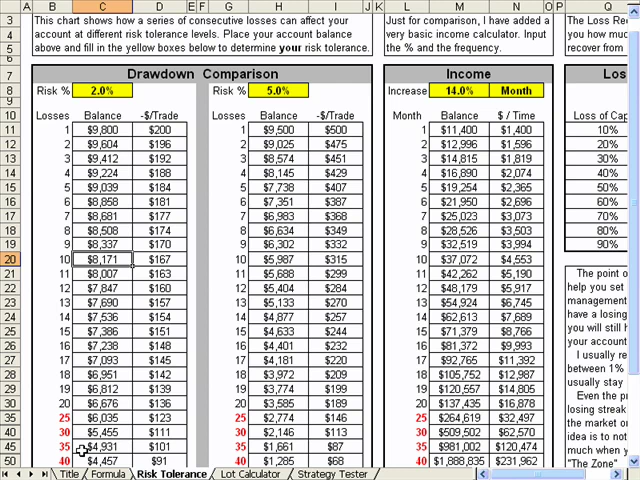 B C D E F G H I J K L M N O P Q
3 This chart shows how a series of consecutive losses can affect your Just for comparison, I have added a The Loss Rec
4 account at different risk tolerance levels. Place your account balance very basic income calculator. Input you how much
5 above and fill in the yellow boxes below to determine your risk tolerance. the % and the frequency. recover from
6
7 Drawdown Comparison Income Los
8 Risk % 2.0% Risk % 5.0% Increase 14.0% Month
9
10 Losses Balance -$/Trade Losses Balance -$/Trade Month Balance $ / Time Loss of Cap
11 1 $9,800 $200 1 $9,500 $500 1 $11,400 $1,400 10%
12 2 $9,604 $196 2 $9,025 $475 2 $12,996 $1,596 20%
13 3 $9,412 $192 3 $8,574 $451 3 $14,815 $1,819 30%
14 4 $9,224 $188 4 $8,145 $429 4 $16,890 $2,074 40%
15 5 $9,039 $184 5 $7,738 $407 5 $19,254 $2,365 50%
16 6 $8,858 $181 6 $7,351 $387 6 $21,950 $2,696 60%
17 7 $8,681 $177 7 $6,983 $368 7 $25,023 $3,073 70%
18 8 $8,508 $174 8 $6,634 $349 8 $28,526 $3,503 80%
19 9 $8,337 $170 9 $6,302 $332 9 $32,519 $3,994 90%
20 10 $8,171 $167 10 $5,987 $315 10 $37,072 $4,553
21 11 $8,007 $163 11 $5,688 $299 11 $42,262 $5,190 The point o
22 12 $7,847 $160 12 $5,404 $284 12 $48,179 $5,917 help you set
23 13 $7,690 $157 13 $5,133 $270 13 $54,924 $6,745 management
24 14 $7,536 $154 14 $4,877 $257 14 $62,613 $7,689 have a losing
25 15 $7,386 $151 15 $4,633 $244 15 $71,379 $8,766 you will still h
26 16 $7,238 $148 16 $4,401 $232 16 $81,372 $9,993 your account
27 17 $7,093 $145 17 $4,181 $220 17 $92,765 $11,392 I usually re
28 18 $6,951 $142 18 $3,972 $209 18 $105,752 $12,987 between 1%
29 19 $6,812 $139 19 $3,774 $199 19 $120,557 $14,805 usually stay
30 20 $6,676 $136 20 $3,585 $189 20 $137,435 $16,878 Even the p
35 25 $6,035 $123 25 $2,774 $146 25 $264,619 $32,497 losing streak
40 30 $5,455 $111 30 $2,146 $113 30 $509,502 $62,570 the market o
45 35 $4,931 $101 35 $1,661 $87 35 $981,002 $120,474 idea is to not
50 40 $4,457 $91 40 $1,285 $68 40 $1,888,835 $231,962 much when y
"The Zone"
Title Formula Risk Tolerance Lot Calculator Strategy Tester